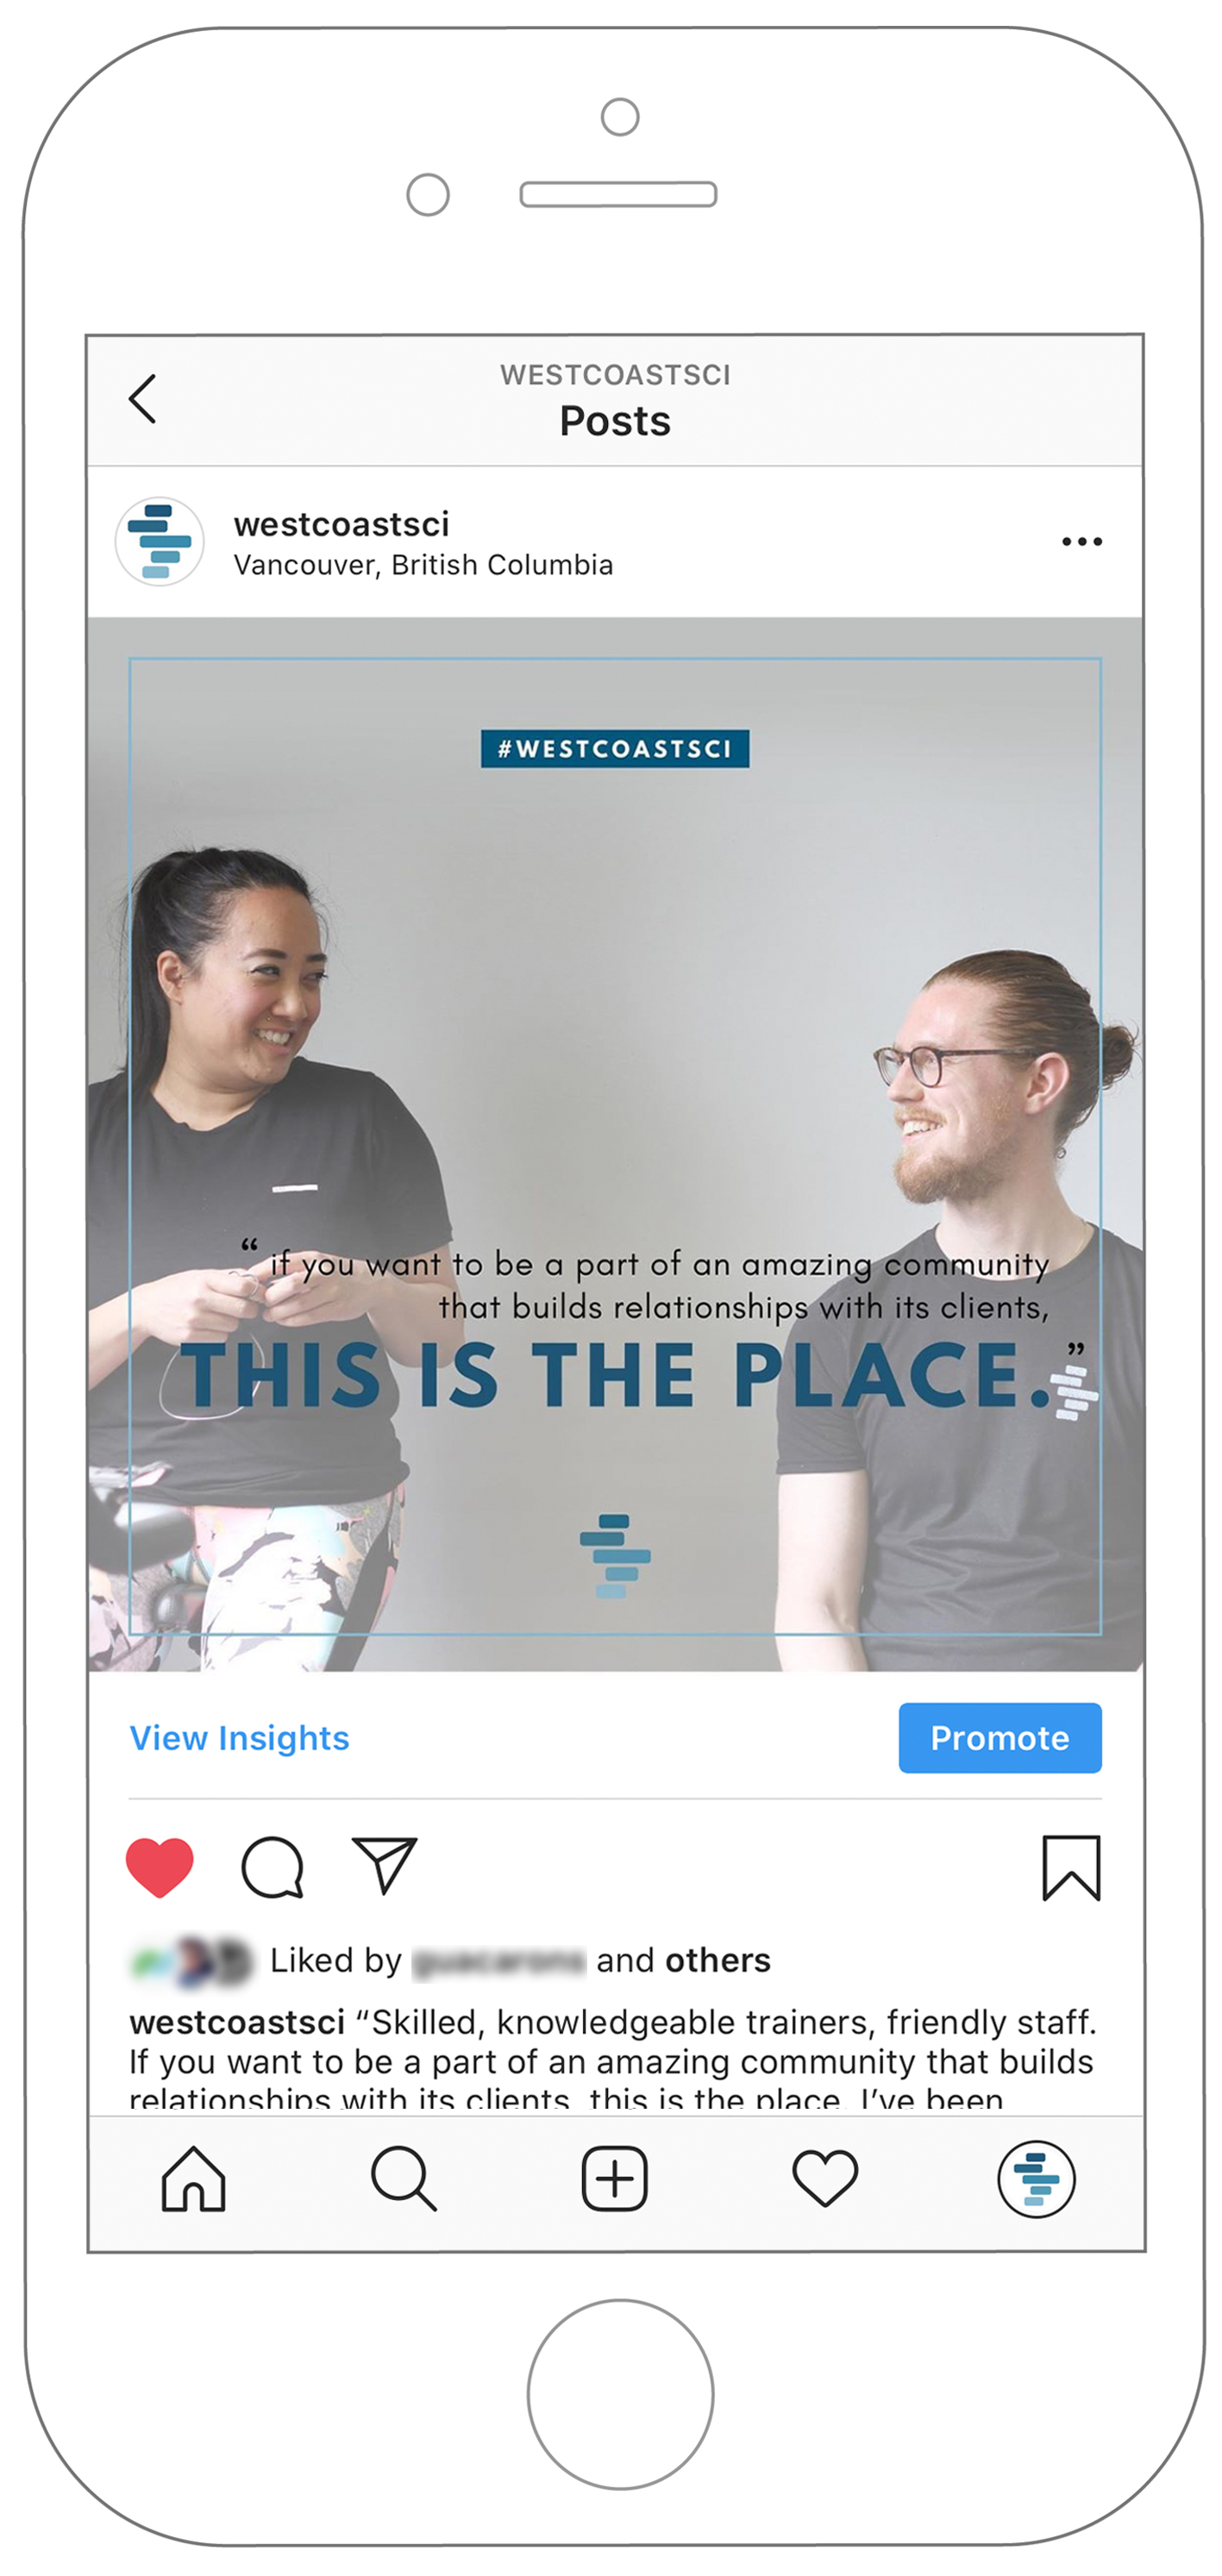 WESTCOASTSCI
Posts
westcoastsci
Vancouver, British Columbia
#WESTCOASTSCI
“ if you want to be a part of an amazing community
that builds relationships with its clients,
THIS IS THE PLACE.”
View Insights
Promote
Liked by and others
westcoastsci “Skilled, knowledgeable trainers, friendly staff.
If you want to be a part of an amazing community that builds
relationships with its clients, this is the place. I’ve been